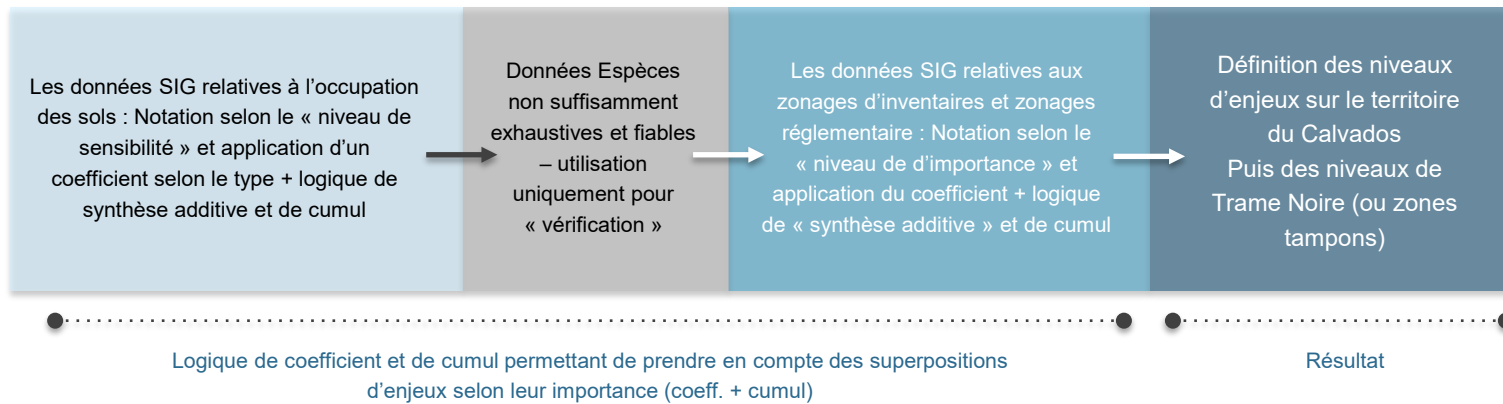 Les données SIG relatives à l'occupation
des sols : Notation selon le « niveau de
sensibilité » et application d'un
coefficient selon le type + logique de
synthèse additive et de cumul
Données Espèces
non suffisamment
exhaustives et fiables
– utilisation
uniquement pour
« vérification »
Les données SIG relatives aux
zonages d'inventaires et zonages
réglementaire : Notation selon le
« niveau de d'importance » et
application du coefficient + logique
de « synthèse additive » et de cumul
Définition des niveaux
d'enjeux sur le territoire
du Calvados
Puis des niveaux de
Trame Noire (ou zones
tampons)
Logique de coefficient et de cumul permettant de prendre en compte des superpositions
d'enjeux selon leur importance (coeff. + cumul)
Résultat